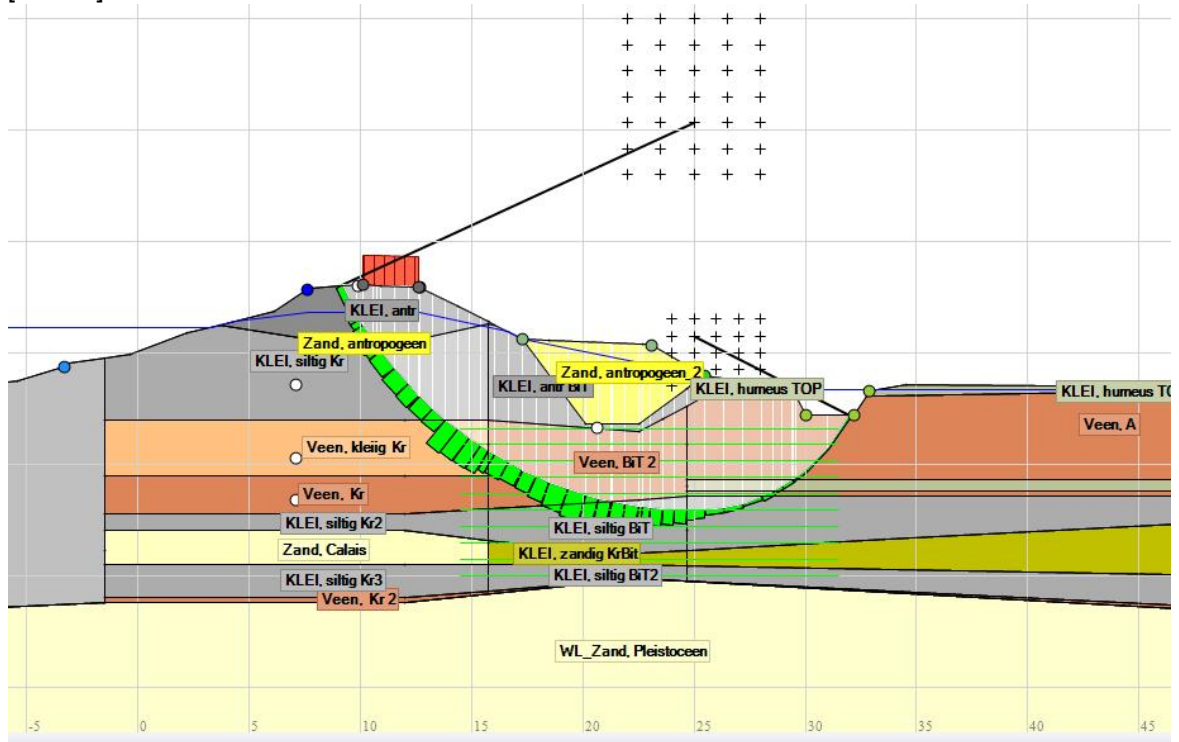 KLEI, antr
Zand, antropogeen
KLEI, siltig Kr
Zand, antropogeen_2
KLEI, antr BiT
KLEI, humeus TOP
KLEI, humeus TO
Veen, A
Veen, kleiig Kr
Veen, BiT 2
Veen, Kr
KLEI, siltig Kr2
KLEI, siltig BiT
Zand, Calais
KLEI, zandig KrBit
KLEI, siltig Kr3
KLEI, siltig BiT2
Veen, Kr 2
WL_Zand, Pleistoceen
-5 0 5 10 15 20 25 30 35 40 45